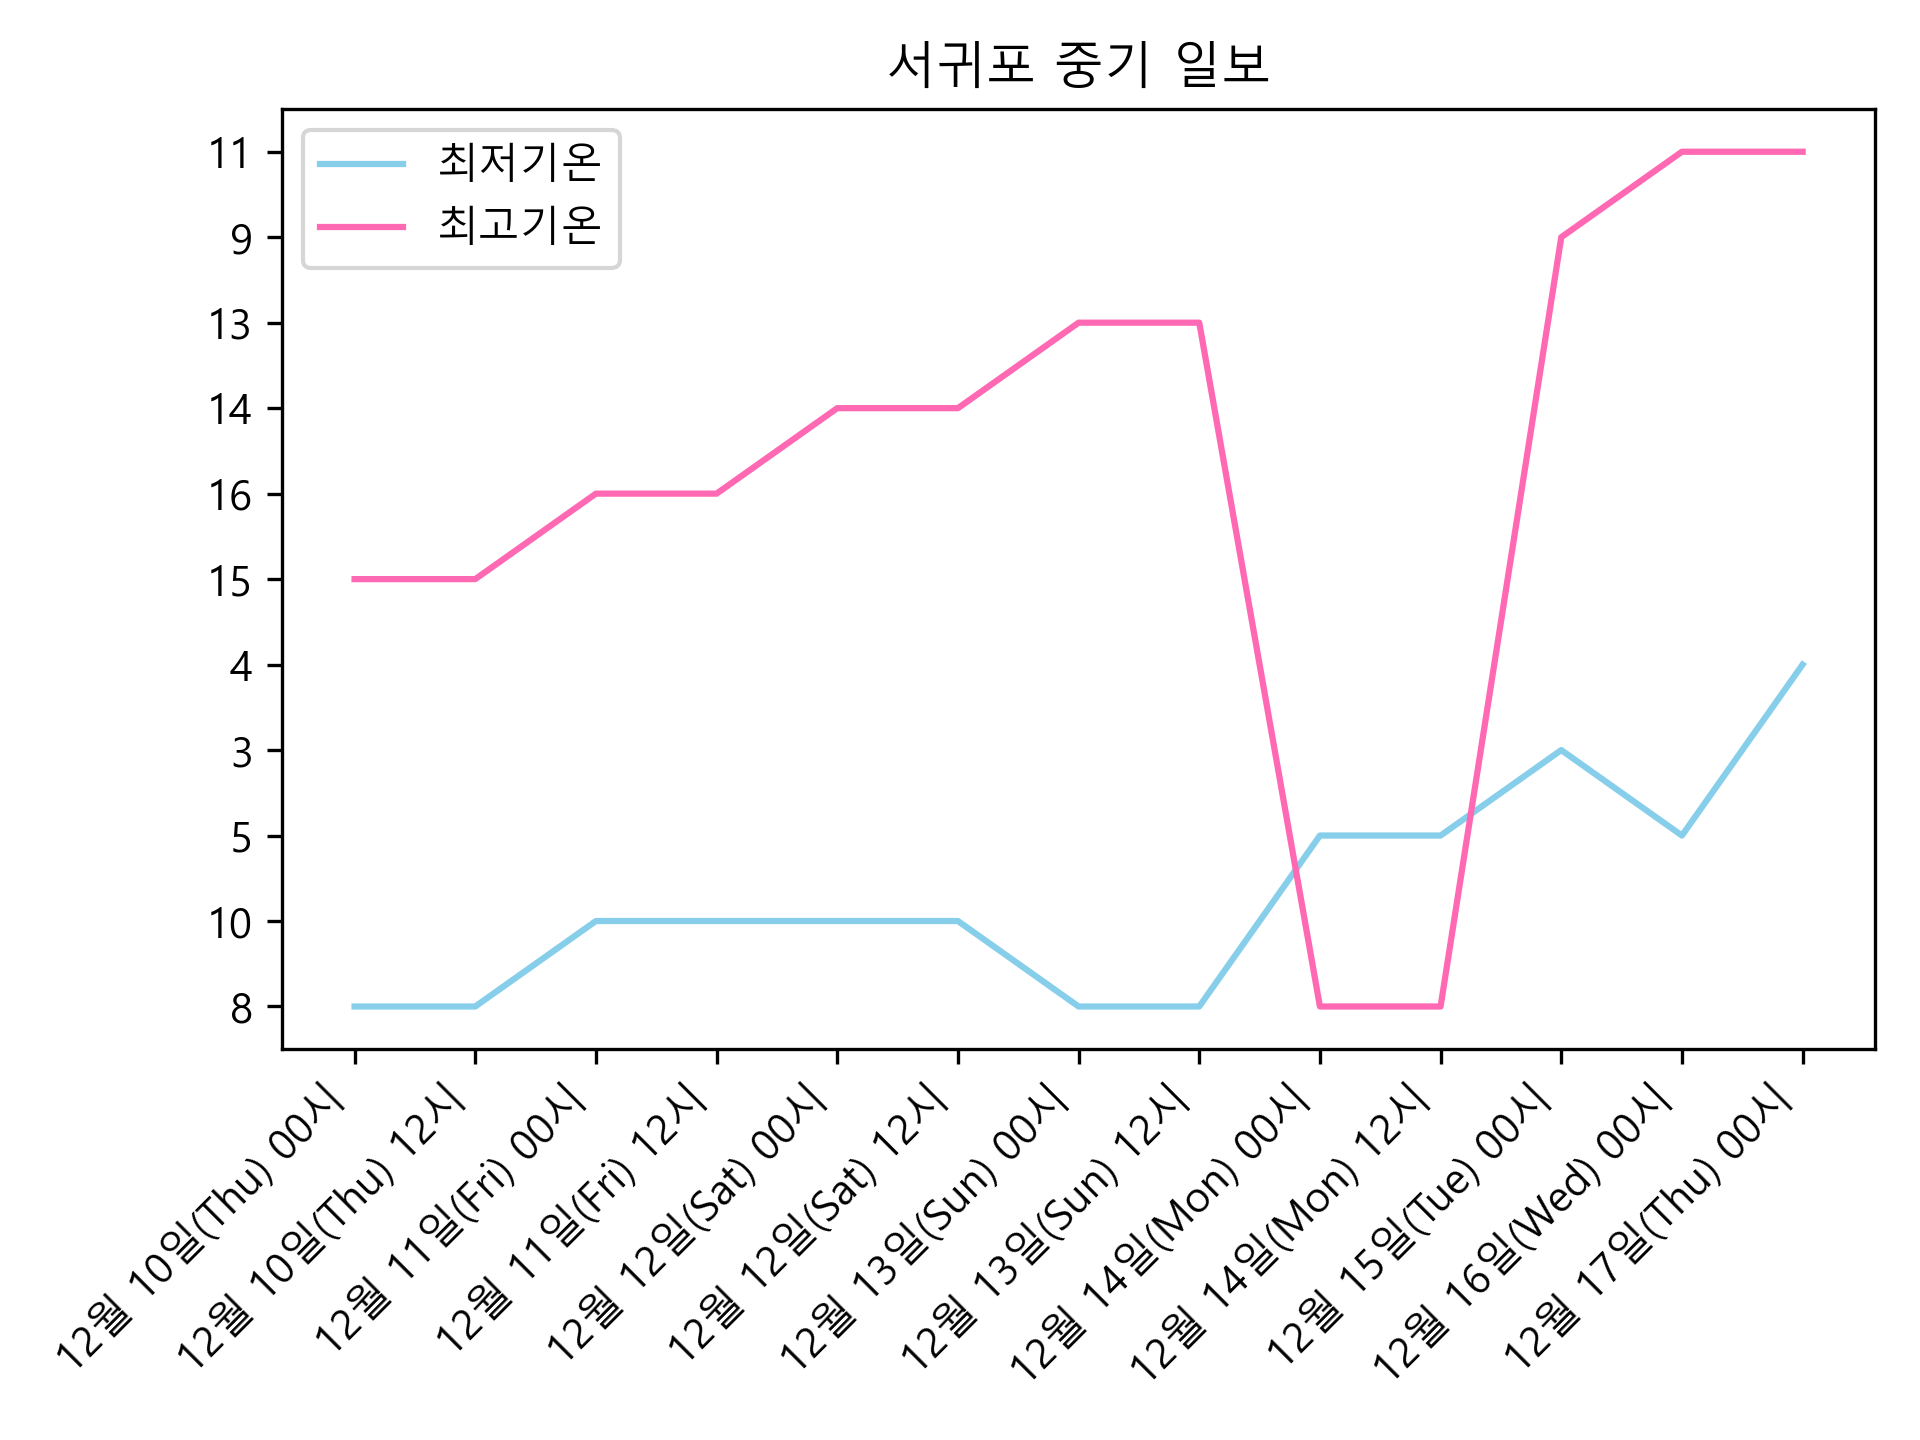 서귀포 중기 일보
최저기온
최고기온
11
9
13
14
16
15
4
3
5
10
8
12월 10일(Thu) 00시
12월 10일(Thu) 12시
12월 11일(Fri) 00시
12월 11일(Fri) 12시
12월 12일(Sat) 00시
12월 12일(Sat) 12시
12월 13일(Sun) 00시
12월 13일(Sun) 12시
12월 14일(Mon) 00시
12월 14일(Mon) 12시
12월 15일(Tue) 00시
12월 16일(Wed) 00시
12월 17일(Thu) 00시